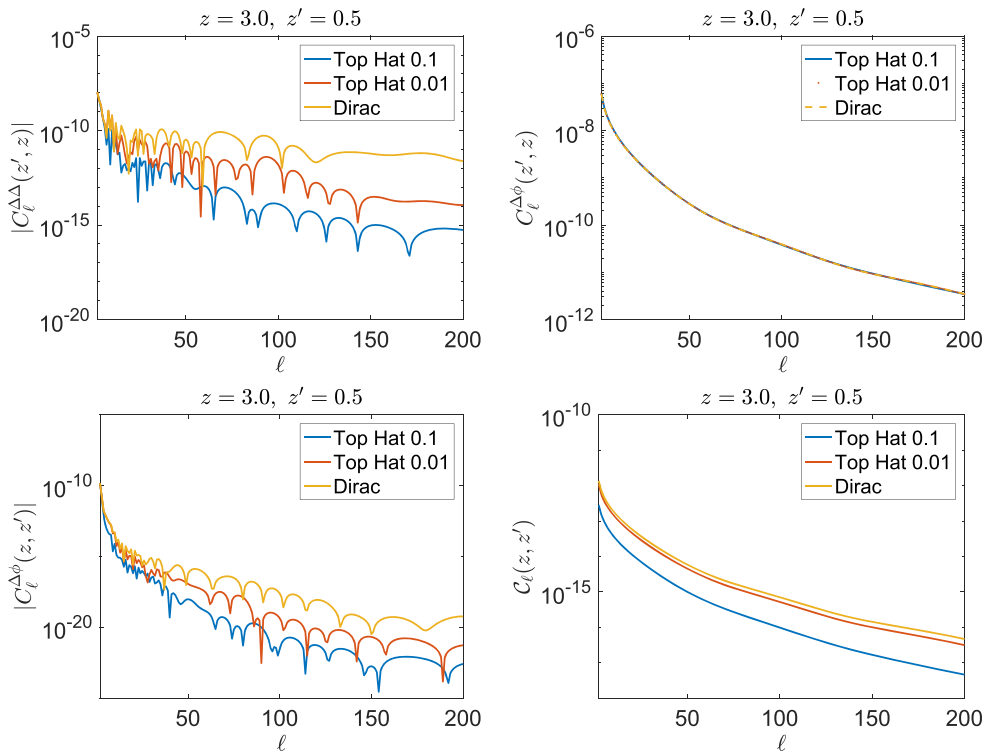 z = 3.0, z′ = 0.5
10⁻⁵
10⁻¹⁰
10⁻¹⁵
10⁻²⁰
|C_ℓ^{ΔΔ}(z′, z)|
50 100 150 200
ℓ
Top Hat 0.1
Top Hat 0.01
Dirac
z = 3.0, z′ = 0.5
10⁻⁶
10⁻⁸
10⁻¹⁰
10⁻¹²
C_ℓ^{Δϕ}(z′, z)
50 100 150 200
ℓ
Top Hat 0.1
Top Hat 0.01
Dirac
z = 3.0, z′ = 0.5
10⁻¹⁰
10⁻²⁰
|C_ℓ^{Δϕ}(z, z′)|
50 100 150 200
ℓ
Top Hat 0.1
Top Hat 0.01
Dirac
z = 3.0, z′ = 0.5
10⁻¹⁰
10⁻¹⁵
𝒞_ℓ(z, z′)
50 100 150 200
ℓ
Top Hat 0.1
Top Hat 0.01
Dirac